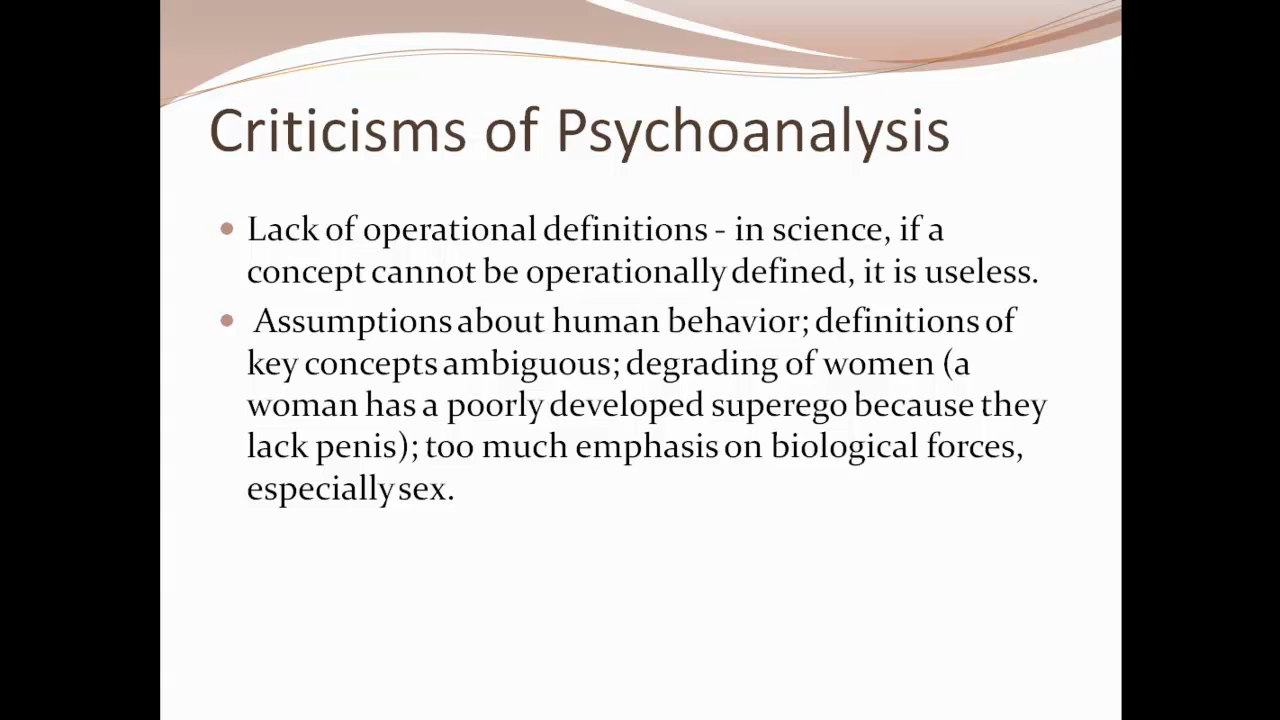 Criticisms of Psychoanalysis
• Lack of operational definitions - in science, if a
concept cannot be operationally defined, it is useless.
• Assumptions about human behavior; definitions of
key concepts ambiguous; degrading of women (a
woman has a poorly developed superego because they
lack penis); too much emphasis on biological forces,
especially sex.